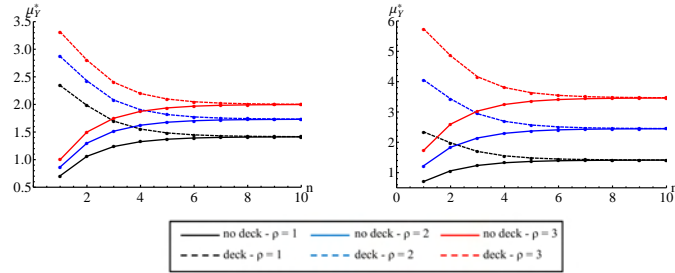 μ*Y
3.5
3.0
2.5
2.0
1.5
1.0
0.5
0 2 4 6 8 10 n
μ*Y
6
5
4
3
2
1
0 2 4 6 8 10 r
no deck - ρ = 1 no deck - ρ = 2 no deck - ρ = 3
deck - ρ = 1 deck - ρ = 2 deck - ρ = 3